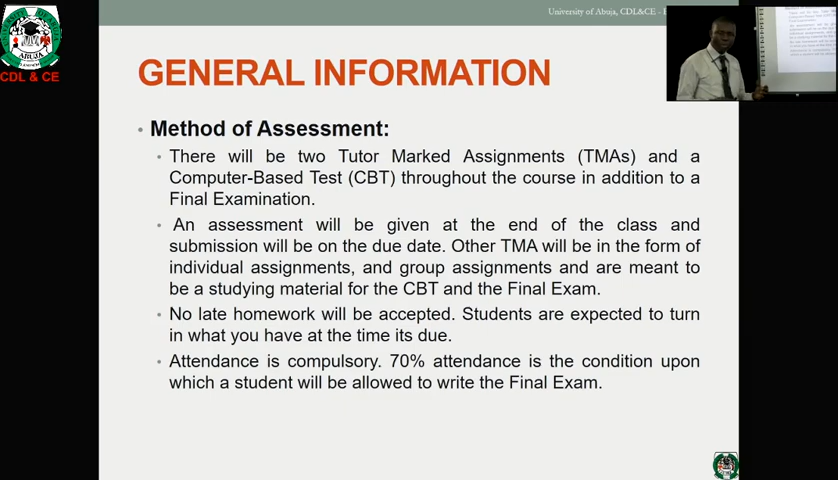 University of Abuja, CDL&CE -
ABUJA
CDL & CE
GENERAL INFORMATION
• Method of Assessment:
• There will be two Tutor Marked Assignments (TMAs) and a
Computer-Based Test (CBT) throughout the course in addition to a
Final Examination.
• An assessment will be given at the end of the class and
submission will be on the due date. Other TMA will be in the form of
individual assignments, and group assignments and are meant to
be a studying material for the CBT and the Final Exam.
• No late homework will be accepted. Students are expected to turn
in what you have at the time its due.
• Attendance is compulsory. 70% attendance is the condition upon
which a student will be allowed to write the Final Exam.